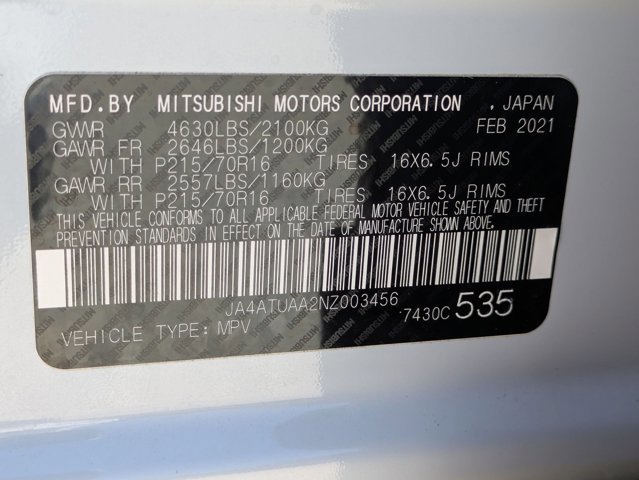 MFD.BY MITSUBISHI MOTORS CORPORATION , JAPAN
GVWR 4630LBS/2100KG FEB 2021
GAWR FR 2646LBS/1200KG
WITH P215/70R16 TIRES 16X6.5J RIMS
GAWR RR 2557LBS/1160KG
WITH P215/70R16 TIRES 16X6.5J RIMS
THIS VEHICLE CONFORMS TO ALL APPLICABLE FEDERAL MOTOR VEHICLE SAFETY AND THEFT
PREVENTION STANDARDS IN EFFECT ON THE DATE OF MANUFACTURE SHOWN ABOVE.
JA4ATUAA2NZ003456 7430C 535
VEHICLE TYPE: MPV